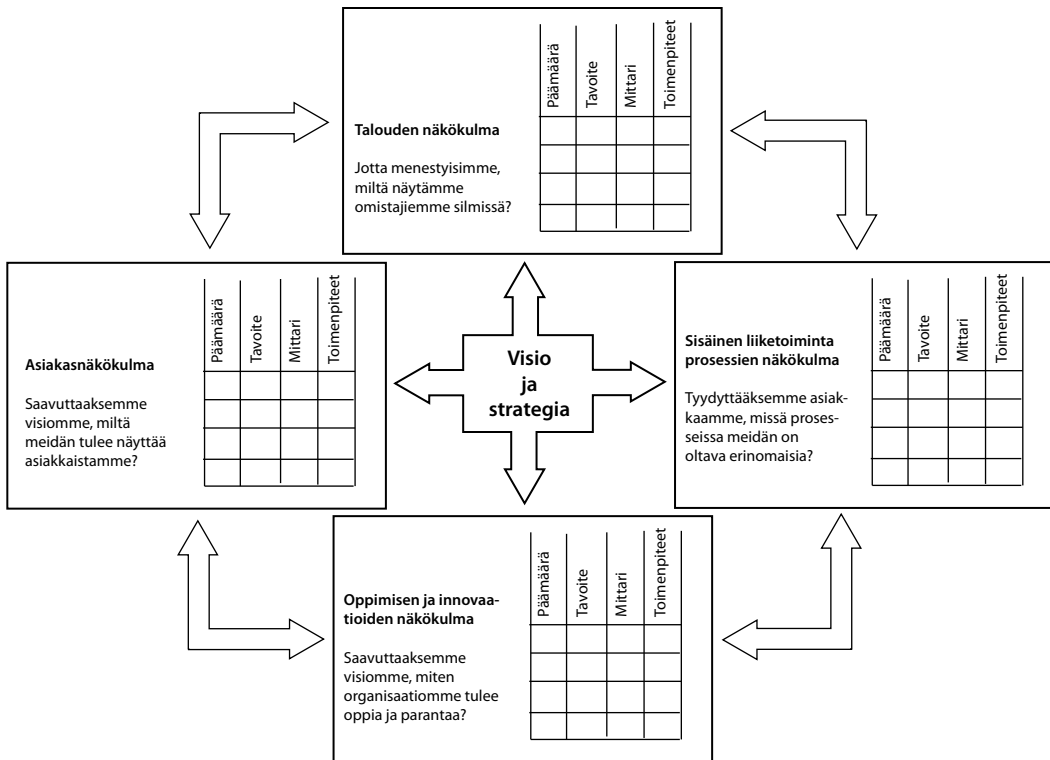 Päämäärä
Tavoite
Mittari
Toimenpiteet
Talouden näkökulma
Jotta menestyisimme,
miltä näytämme
omistajiemme silmissä?
Päämäärä
Tavoite
Mittari
Toimenpiteet
Asiakasnäkökulma
Saavuttaaksemme
visiomme, miltä
meidän tulee näyttää
asiakkaistamme?
Visio
ja
strategia
Päämäärä
Tavoite
Mittari
Toimenpiteet
Sisäinen liiketoiminta
prosessien näkökulma
Tyydyttääksemme asiak-
kaamme, missä proses-
seissa meidän on
oltava erinomaisia?
Päämäärä
Tavoite
Mittari
Toimenpiteet
Oppimisen ja innovaa-
tioiden näkökulma
Saavuttaaksemme
visiomme, miten
organisaatiomme tulee
oppia ja parantaa?